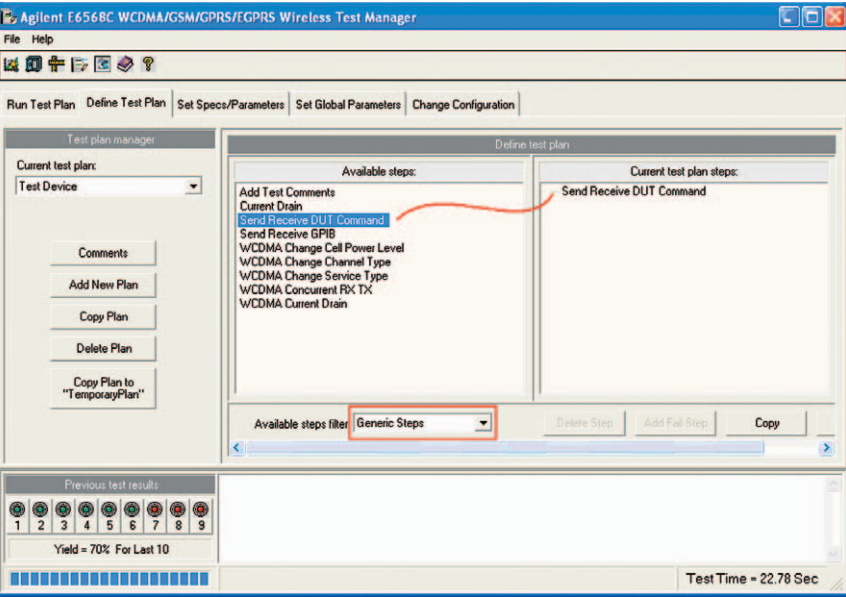 Agilent E6568C WCDMA/GSM/GPRS/EGPRS Wireless Test Manager
File Help
Run Test Plan Define Test Plan Set Specs/Parameters Set Global Parameters Change Configuration
Test plan manager
Current test plan:
Test Device
Comments
Add New Plan
Copy Plan
Delete Plan
Copy Plan to
"TemporaryPlan"
Define test plan
Available steps:
Add Test Comments
Current Drain
Send Receive DUT Command
Send Receive GPIB
WCDMA Change Cell Power Level
WCDMA Change Channel Type
WCDMA Change Service Type
WCDMA Concurrent RX TX
WCDMA Current Drain
Current test plan steps:
Send Receive DUT Command
Available steps filter Generic Steps
Delete Step Add Fail Step Copy
Previous test results
1 2 3 4 5 6 7 8 9
Yield = 70% For Last 10
Test Time = 22.78 Sec